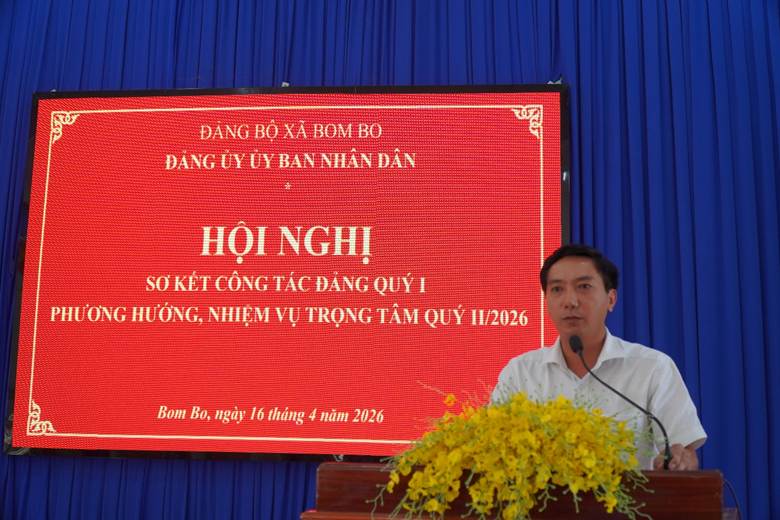 ĐẢNG BỘ XÃ BOM BO
ĐẢNG ỦY ỦY BAN NHÂN DÂN
*
HỘI NGHỊ
SƠ KẾT CÔNG TÁC ĐẢNG QUÝ I
PHƯƠNG HƯỚNG, NHIỆM VỤ TRỌNG TÂM QUÝ II/2026
Bom Bo, ngày 16 tháng 4 năm 2026